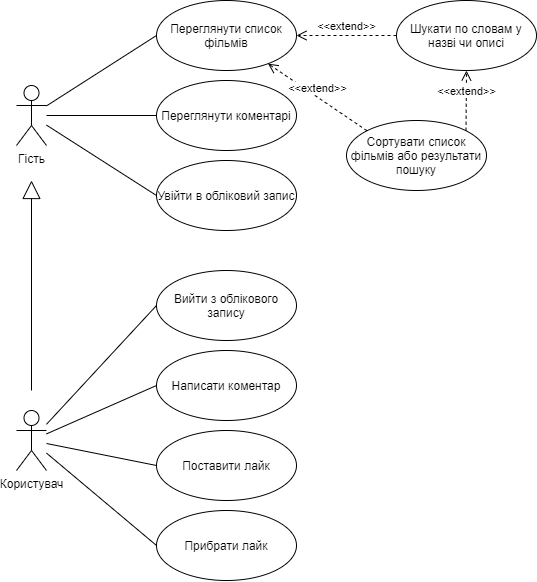 Переглянути список
фільмів
<<extend>>
Шукати по словам у
назві чи описі
<<extend>>
<<extend>>
Переглянути коментарі
Гість
Сортувати список
фільмів або результати
пошуку
Увійти в обліковий запис
Вийти з облікового
запису
Написати коментар
Користувач
Поставити лайк
Прибрати лайк